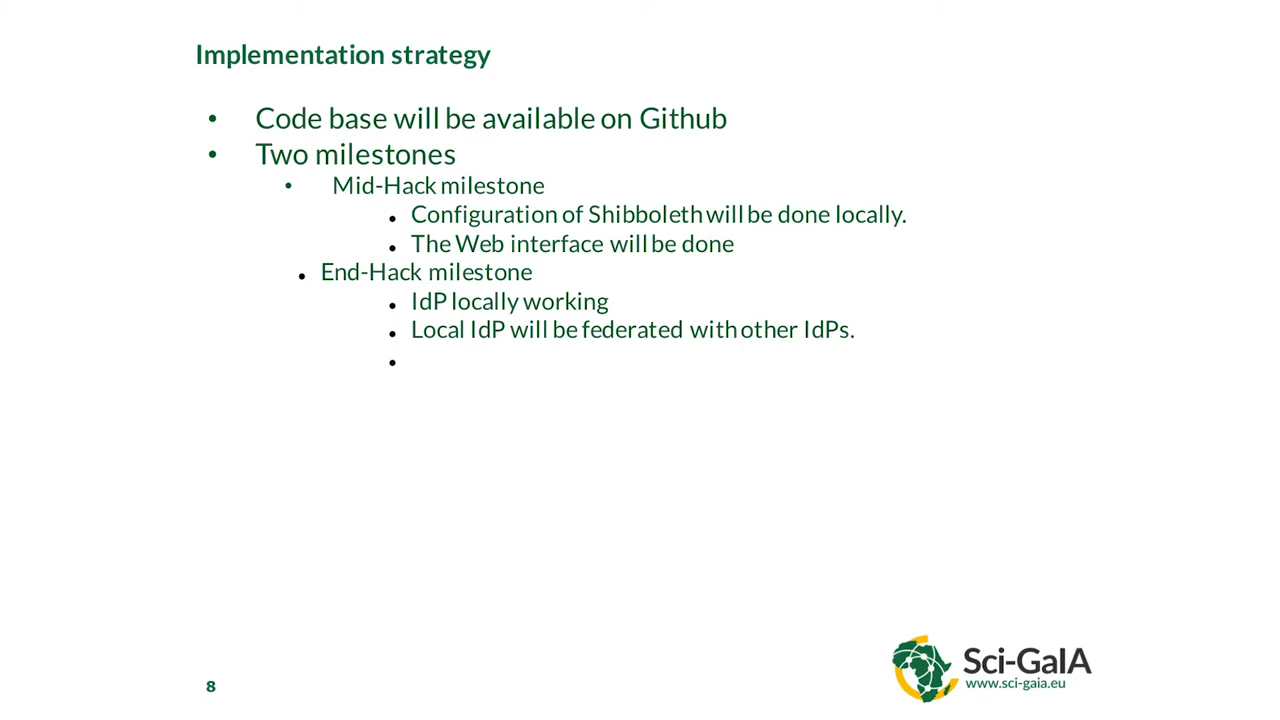 Implementation strategy
• Code base will be available on Github
• Two milestones
• Mid-Hack milestone
• Configuration of Shibboleth will be done locally.
• The Web interface will be done
• End-Hack milestone
• IdP locally working
• Local IdP will be federated with other IdPs.
•
8
Sci-GaIA
www.sci-gaia.eu